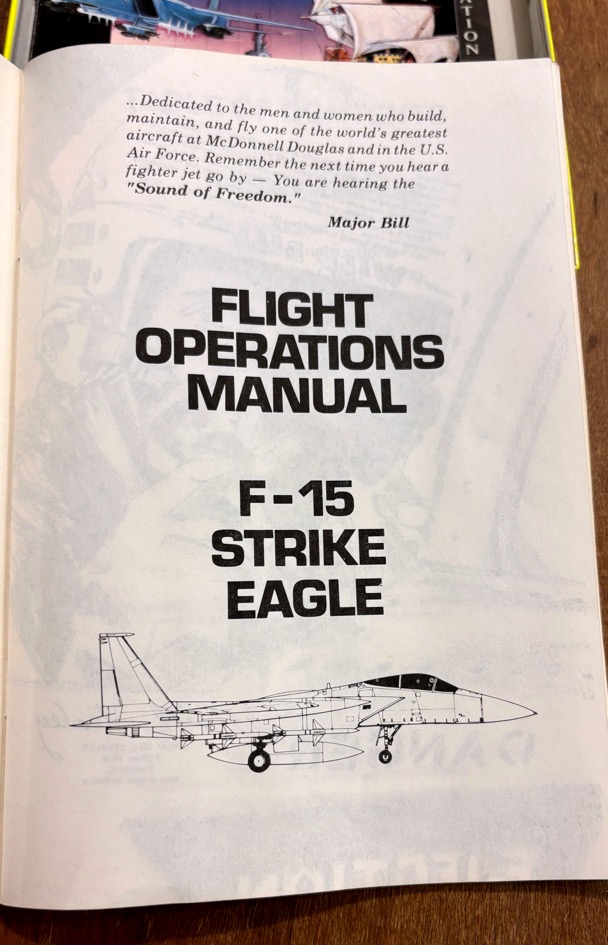 ATION
...Dedicated to the men and women who build,
maintain, and fly one of the world's greatest
aircraft at McDonnell Douglas and in the U.S.
Air Force. Remember the next time you hear a
fighter jet go by — You are hearing the
"Sound of Freedom."
Major Bill
FLIGHT
OPERATIONS
MANUAL
F-15
STRIKE
EAGLE